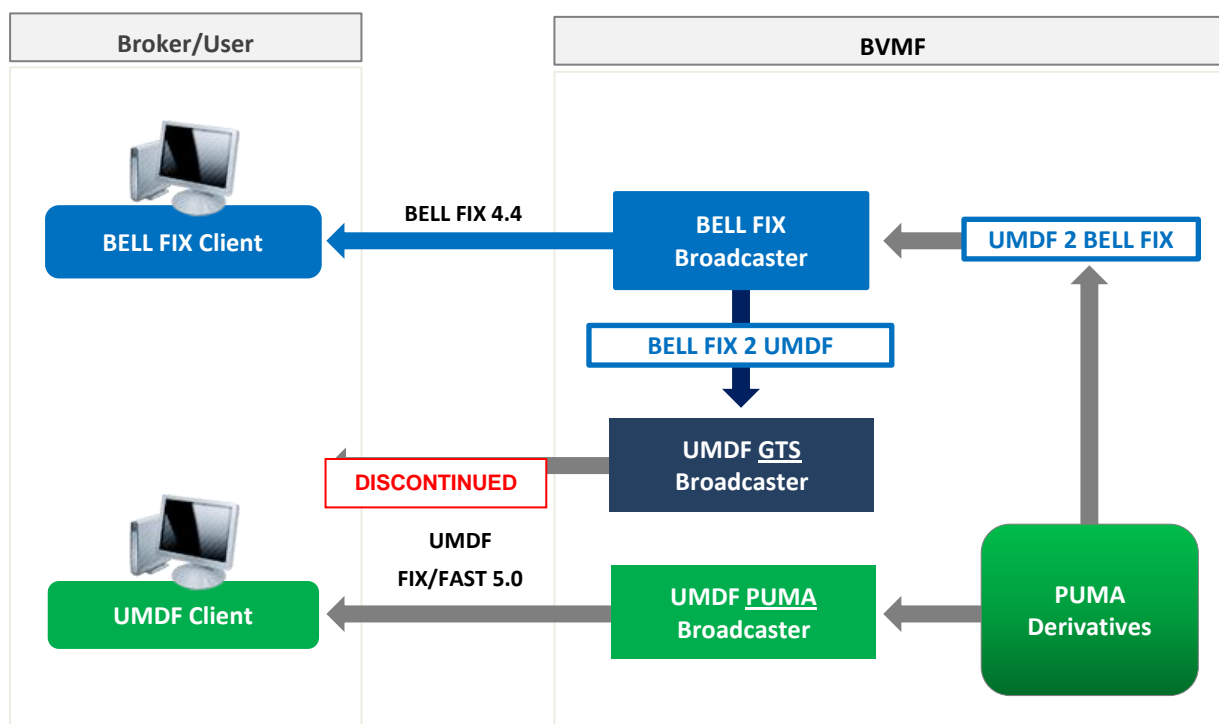 Broker/User
BVMF
BELL FIX 4.4
BELL FIX Client
BELL FIX
Broadcaster
UMDF 2 BELL FIX
BELL FIX 2 UMDF
UMDF GTS
Broadcaster
DISCONTINUED
UMDF
FIX/FAST 5.0
UMDF Client
UMDF PUMA
Broadcaster
PUMA
Derivatives